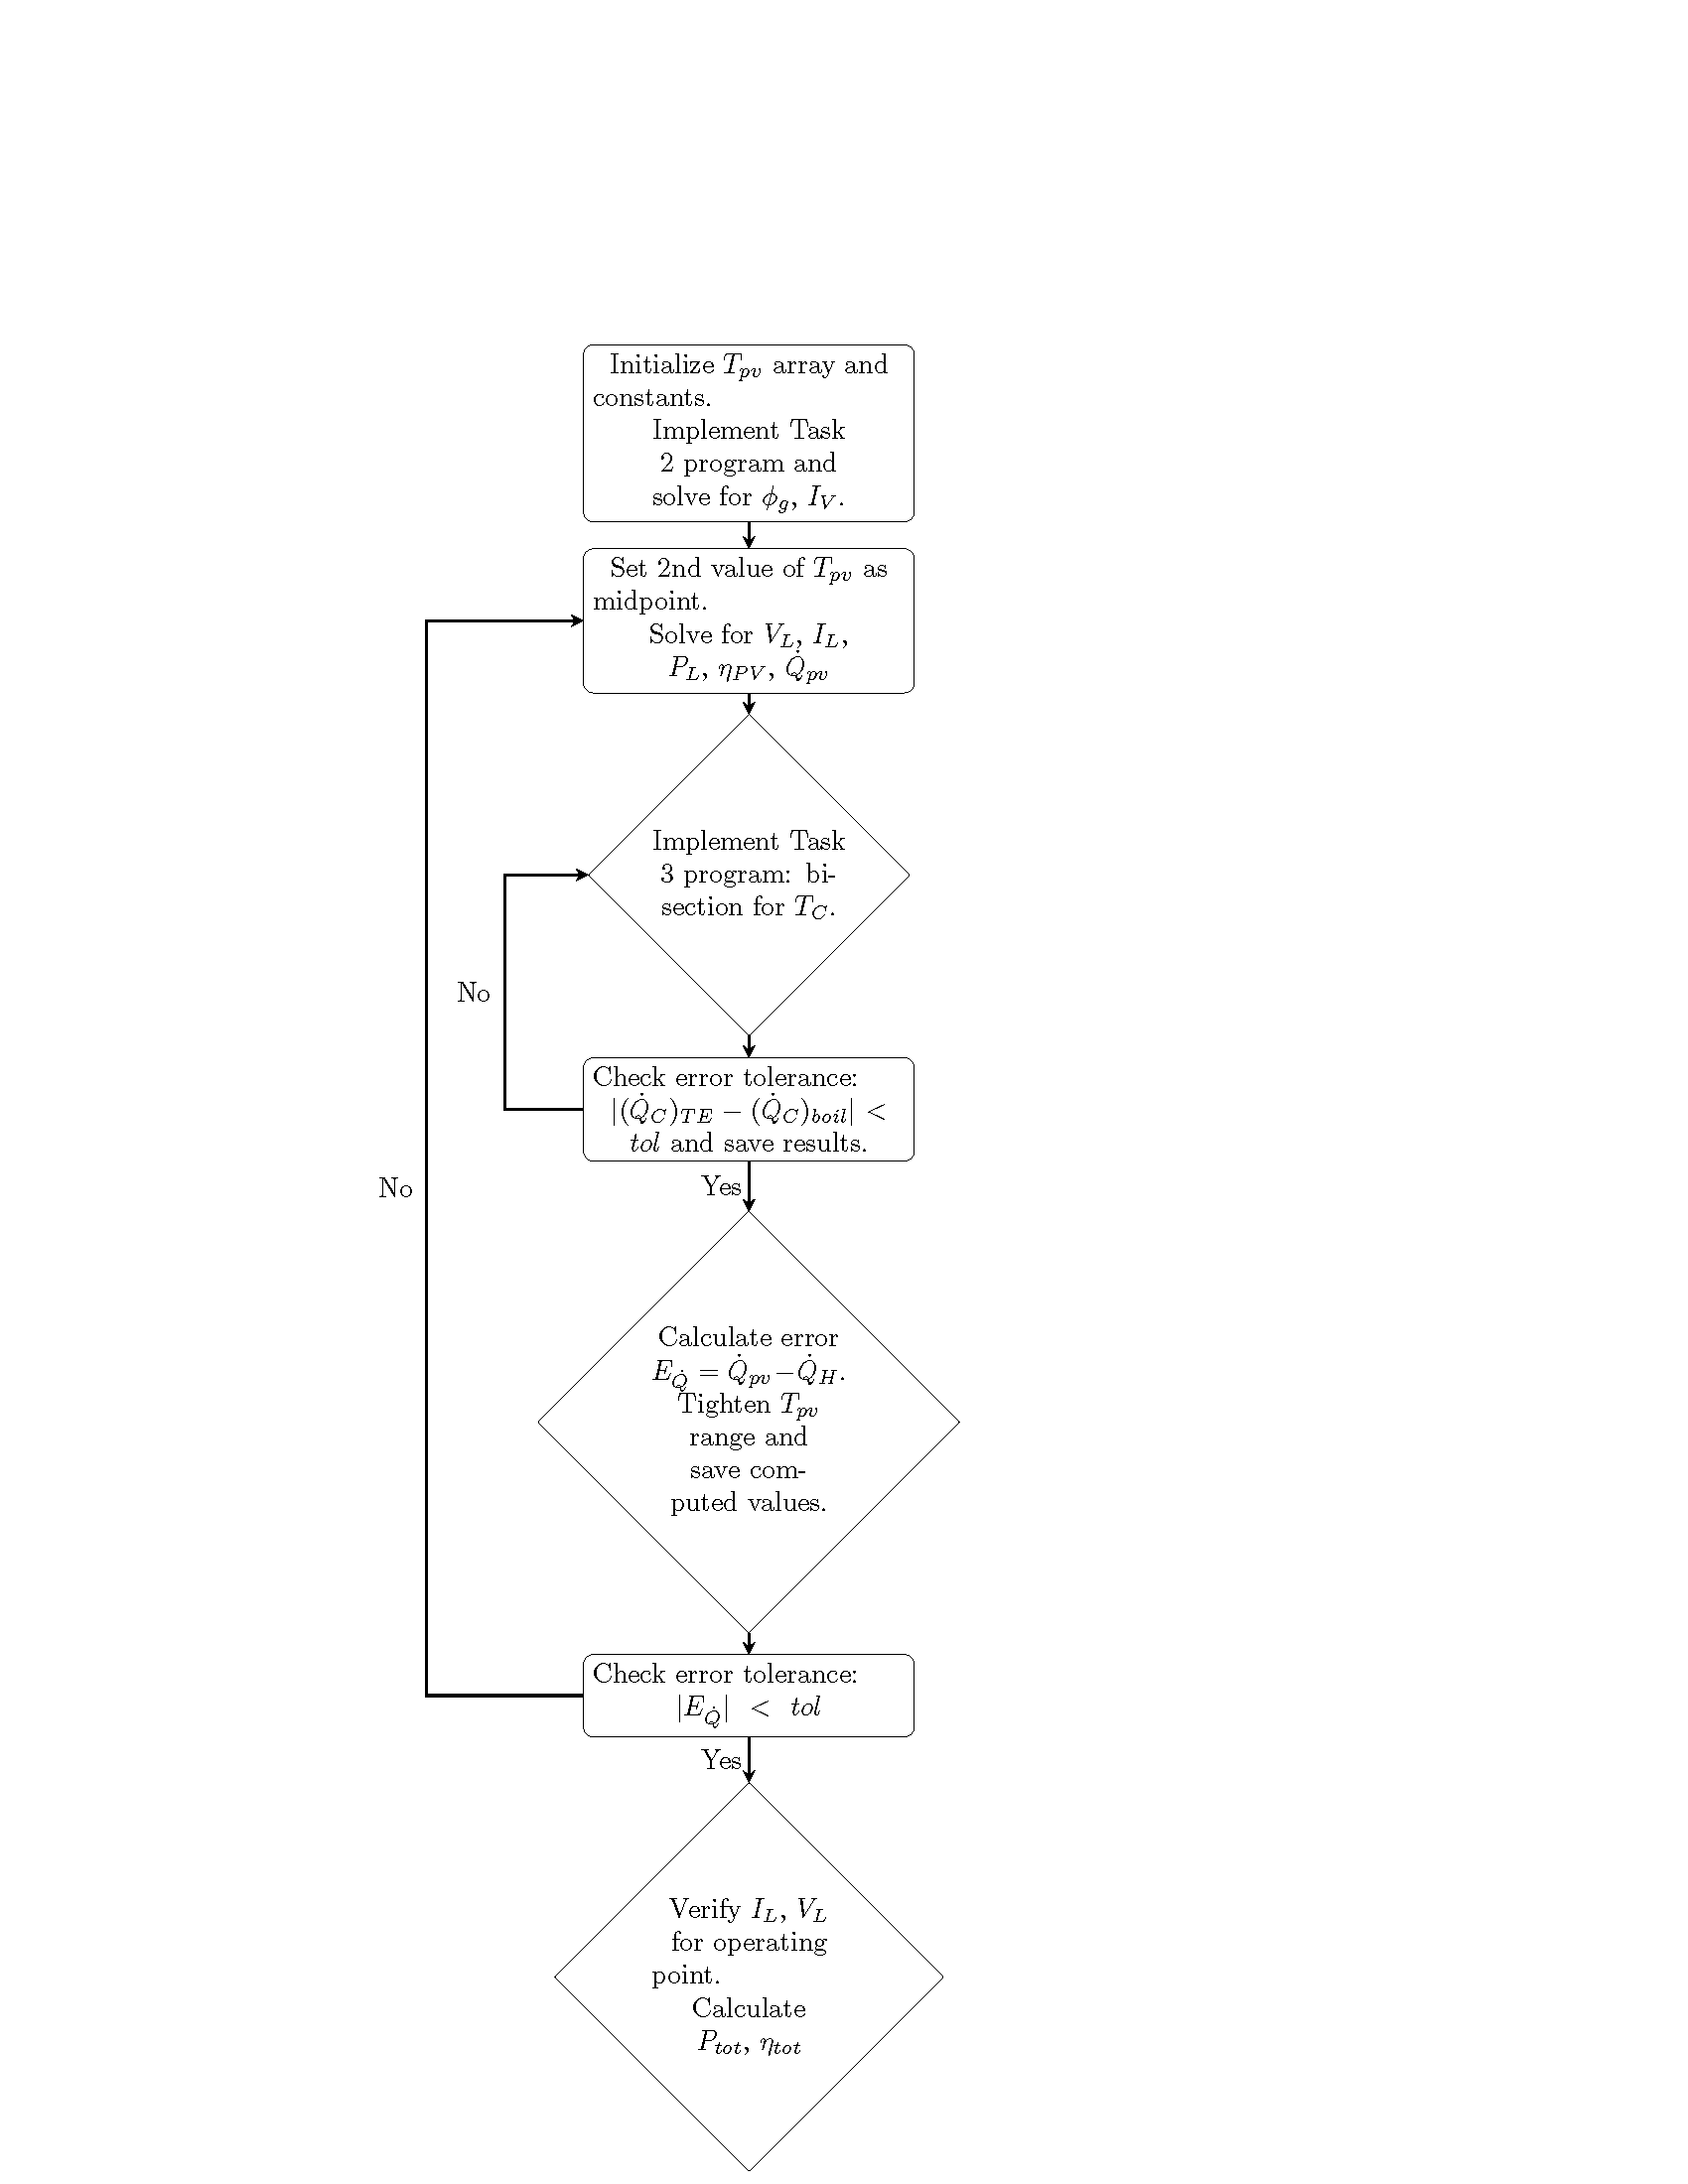 Initialize $T_{pv}$ array and
constants.
Implement Task
2 program and
solve for $\phi_g$, $I_V$.
Set 2nd value of $T_{pv}$ as
midpoint.
Solve for $V_L$, $I_L$,
$P_L$, $\eta_{PV}$, $\dot{Q}_{pv}$
Implement Task
3 program: bi-
section for $T_C$.
No
Check error tolerance:
$|(\dot{Q}_C)_{TE} - (\dot{Q}_C)_{boil}| <$
$tol$ and save results.
Yes
No
Calculate error
$E_{\dot{Q}} = \dot{Q}_{pv} - \dot{Q}_H$.
Tighten $T_{pv}$
range and
save com-
puted values.
Check error tolerance:
$|E_{\dot{Q}}| < tol$
Yes
Verify $I_L$, $V_L$
for operating
point.
Calculate
$P_{tot}$, $\eta_{tot}$